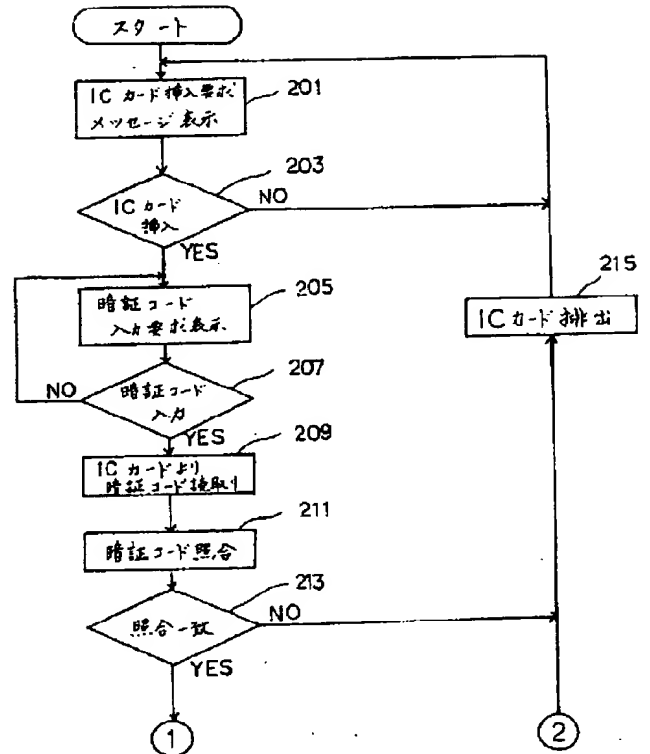 スタート
ICカード挿入要求
メッセージ表示
201
203
ICカード
挿入
NO
YES
215
暗証コード
入力要求表示
205
ICカード排出
207
NO
暗証コード
入力
YES
209
ICカードより
暗証コード読取り
211
暗証コード照合
213
照合一致
NO
YES
1
2